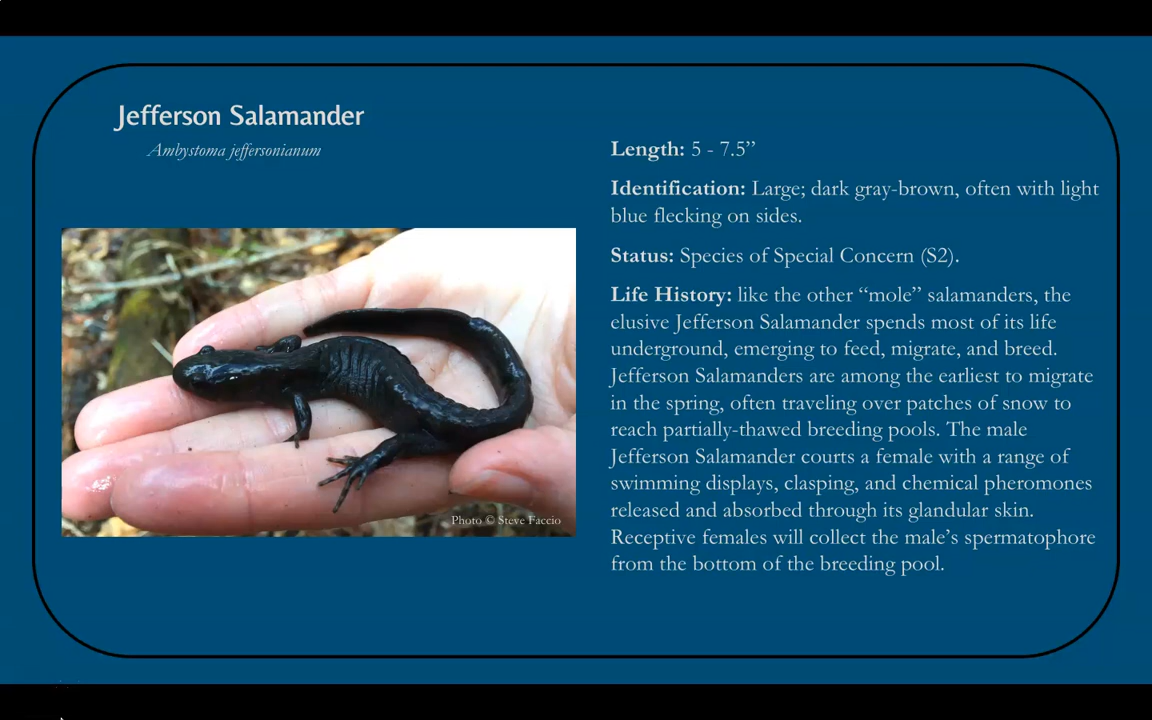 Jefferson Salamander
Ambystoma jeffersonianum
Length: 5 - 7.5”
Identification: Large; dark gray-brown, often with light
blue flecking on sides.
Status: Species of Special Concern (S2).
Life History: like the other “mole” salamanders, the
elusive Jefferson Salamander spends most of its life
underground, emerging to feed, migrate, and breed.
Jefferson Salamanders are among the earliest to migrate
in the spring, often traveling over patches of snow to
reach partially-thawed breeding pools. The male
Jefferson Salamander courts a female with a range of
swimming displays, clasping, and chemical pheromones
released and absorbed through its glandular skin.
Receptive females will collect the male’s spermatophore
from the bottom of the breeding pool.
Photo © Steve Faccio